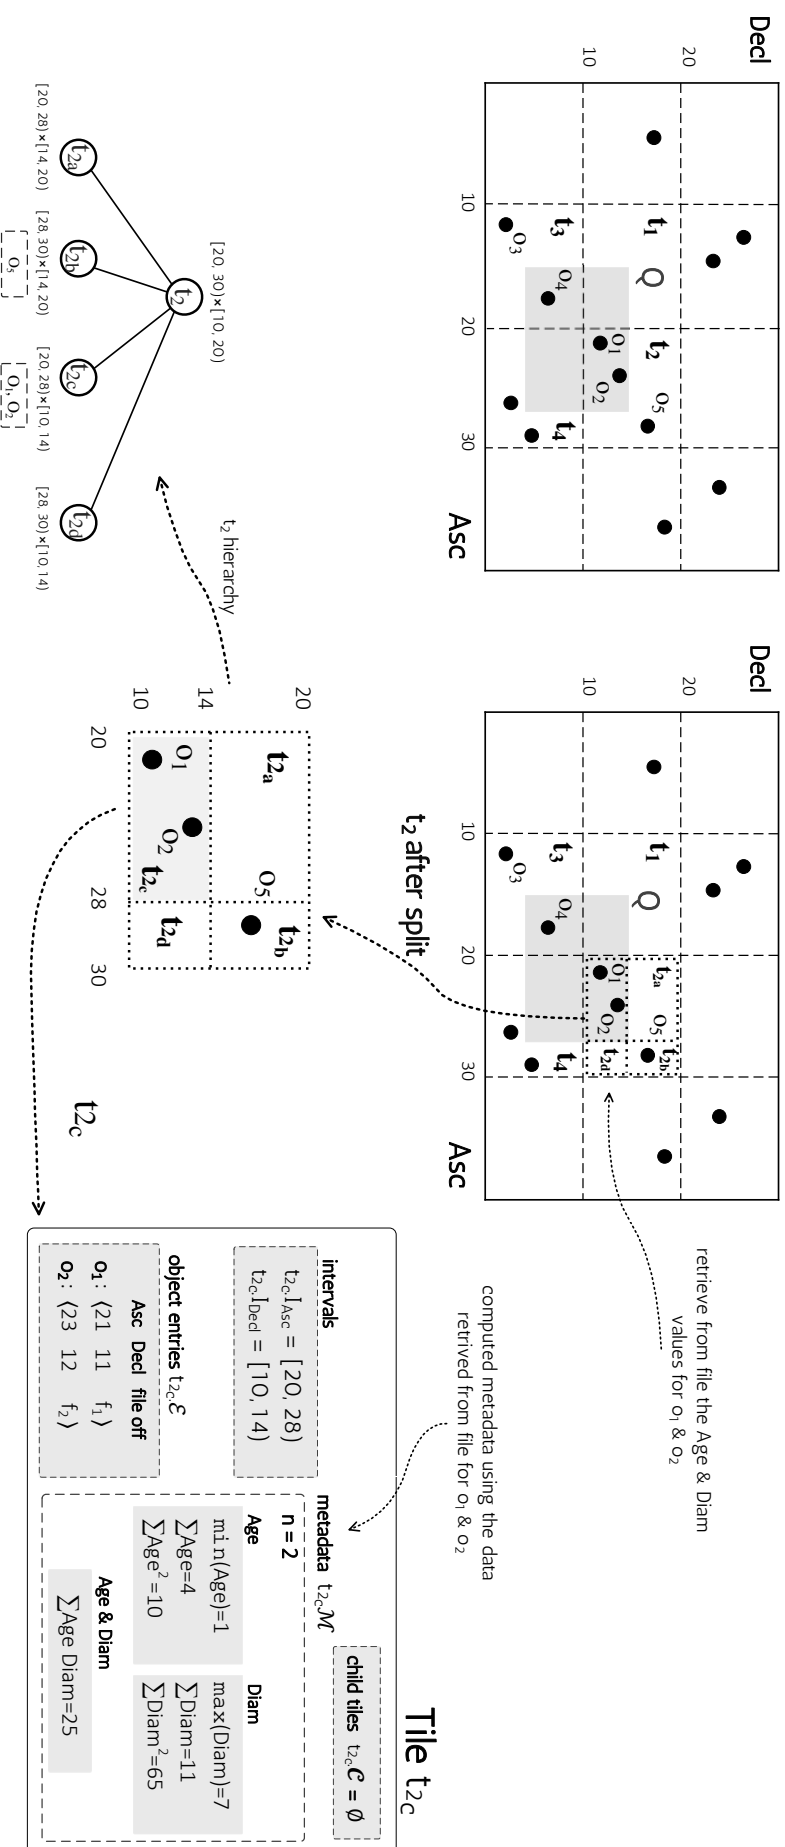 Decl
20
10
t1
Q
t2
o5
t3
o3
o4
o1
o2
t4
10
20
30
Asc
Decl
20
10
t1
Q
t2a
o5
t2b
t3
o3
o4
o1
o2
t2d
t4
10
20
30
Asc
retrieve from file the Age & Diam
values for o1 & o2
computed metadata using the data
retrived from file for o1 & o2
t2 after split
[20, 30)×[10, 20)
t2
t2a
t2b
t2c
t2d
[20, 28)×[14, 20)
[28, 30)×[14, 20)
[20, 28)×[10, 14)
[28, 30)×[10, 14)
o5
o1, o2
t2 hierarchy
20
14
10
t2a
o5
t2b
o1
o2
t2c
t2d
20
28
30
t2c
Tile t2c
intervals
t2c.IAsc = [20, 28)
t2c.IDecl = [10, 14)
child tiles t2c.C = ∅
object entries t2c.ℰ
Asc Decl file off
o1: ⟨21 11 f1⟩
o2: ⟨23 12 f2⟩
metadata t2c.ℳ
n = 2
Age
min(Age)=1
∑Age=4
∑Age²=10
Diam
max(Diam)=7
∑Diam=11
∑Diam²=65
Age & Diam
∑Age Diam=25